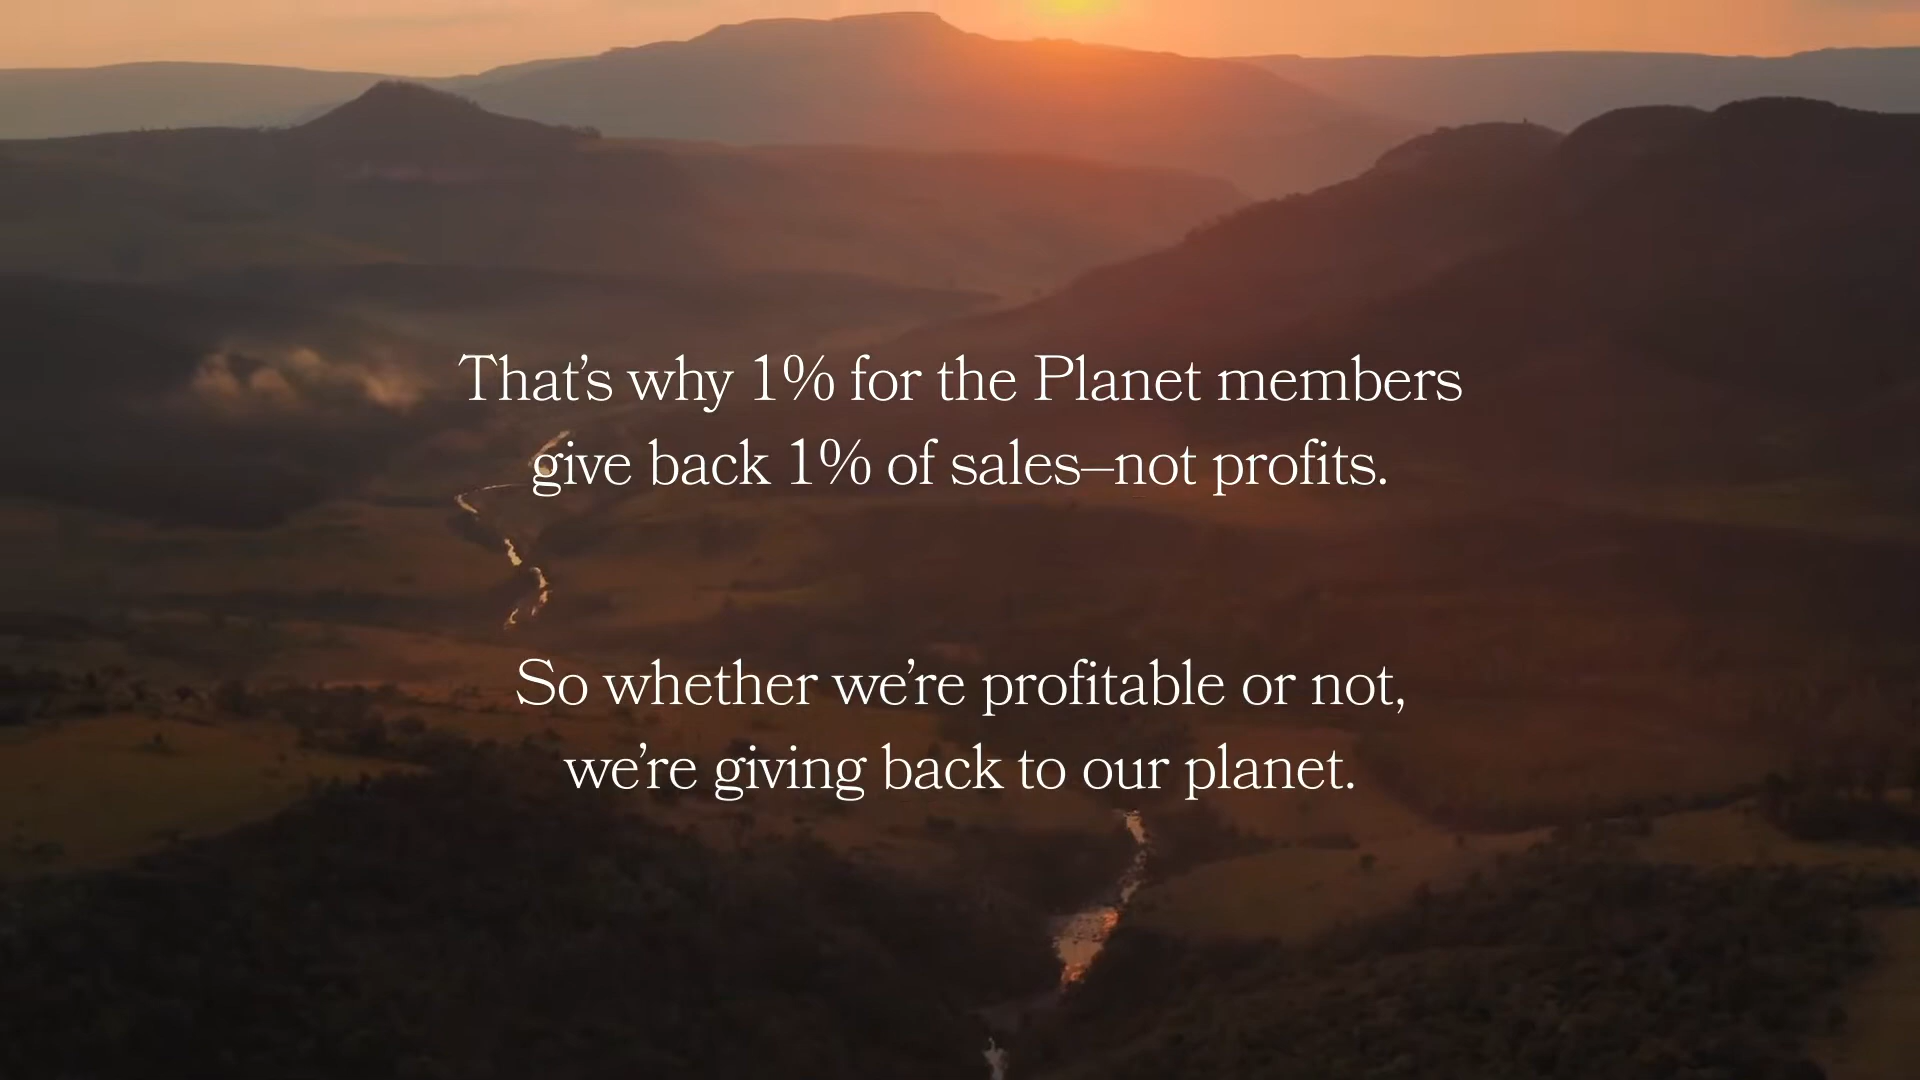 That’s why 1% for the Planet members
give back 1% of sales–not profits.
So whether we’re profitable or not,
we’re giving back to our planet.